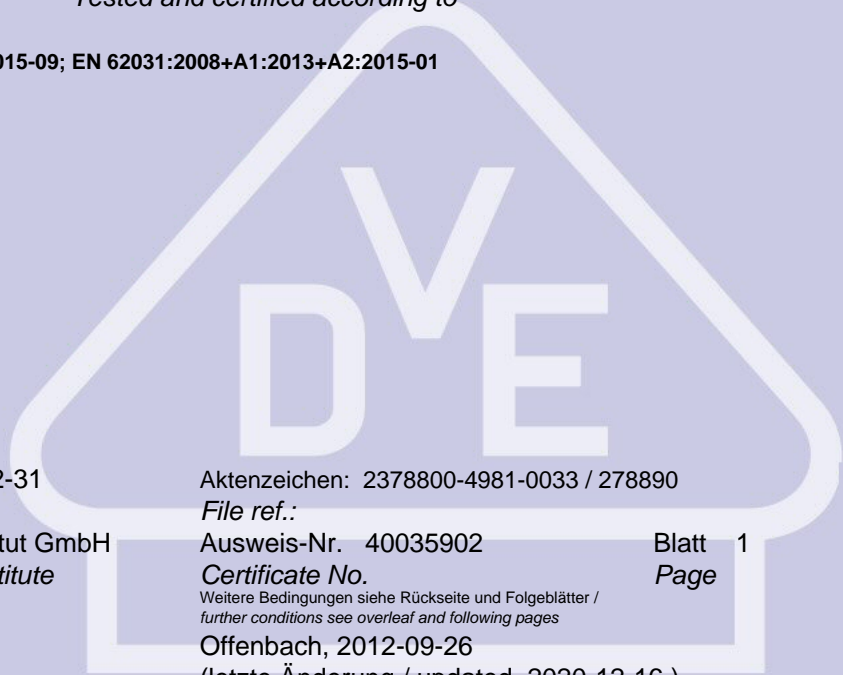 Tested and certified according to
015-09; EN 62031:2008+A1:2013+A2:2015-01
VDE
2-31
Aktenzeichen: 2378800-4981-0033 / 278890
File ref.:
tut GmbH
Ausweis-Nr. 40035902 Blatt 1
titute
Certificate No. Page
Weitere Bedingungen siehe Rückseite und Folgeblätter /
further conditions see overleaf and following pages
Offenbach, 2012-09-26
(letzte Änderung / updated 2020-12-16 )